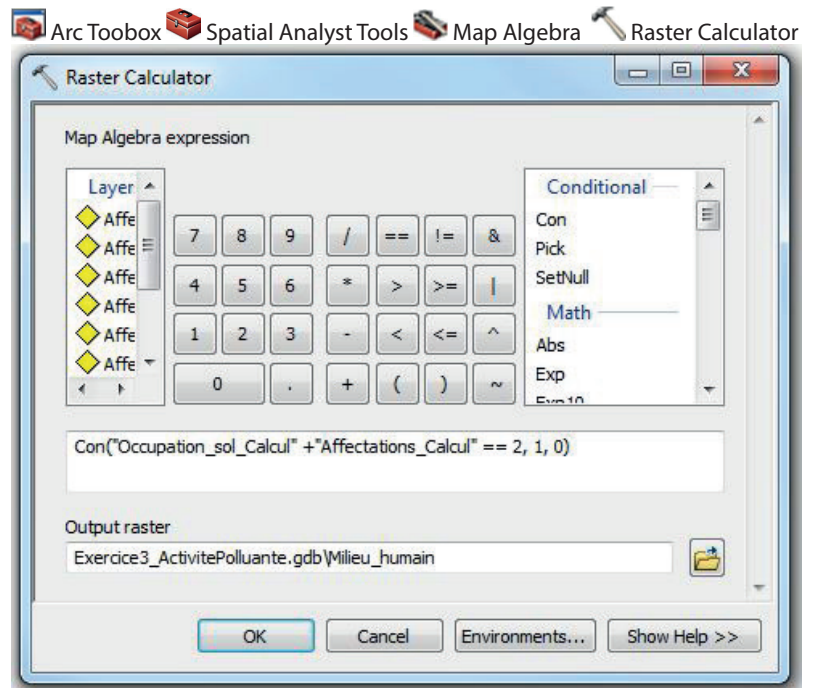 Arc Toobox Spatial Analyst Tools Map Algebra Raster Calculator
Raster Calculator
Map Algebra expression
Layer
Affe
Affe
Affe
Affe
Affe
Affe
7 8 9 / == != &
4 5 6 * > >= |
1 2 3 - < <= ^
0 . + ( ) ~
Conditional
Con
Pick
SetNull
Math
Abs
Exp
Exp10
Con("Occupation_sol_Calcul" +"Affectations_Calcul" == 2, 1, 0)
Output raster
Exercice3_ActivitePolluante.gdb\Milieu_humain
OK Cancel Environments... Show Help >>